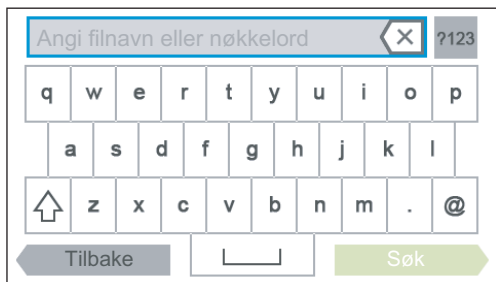 Angi filnavn eller nøkkelord ?123
q w e r t y u i o p
a s d f g h j k l
z x c v b n m . @
Tilbake Søk